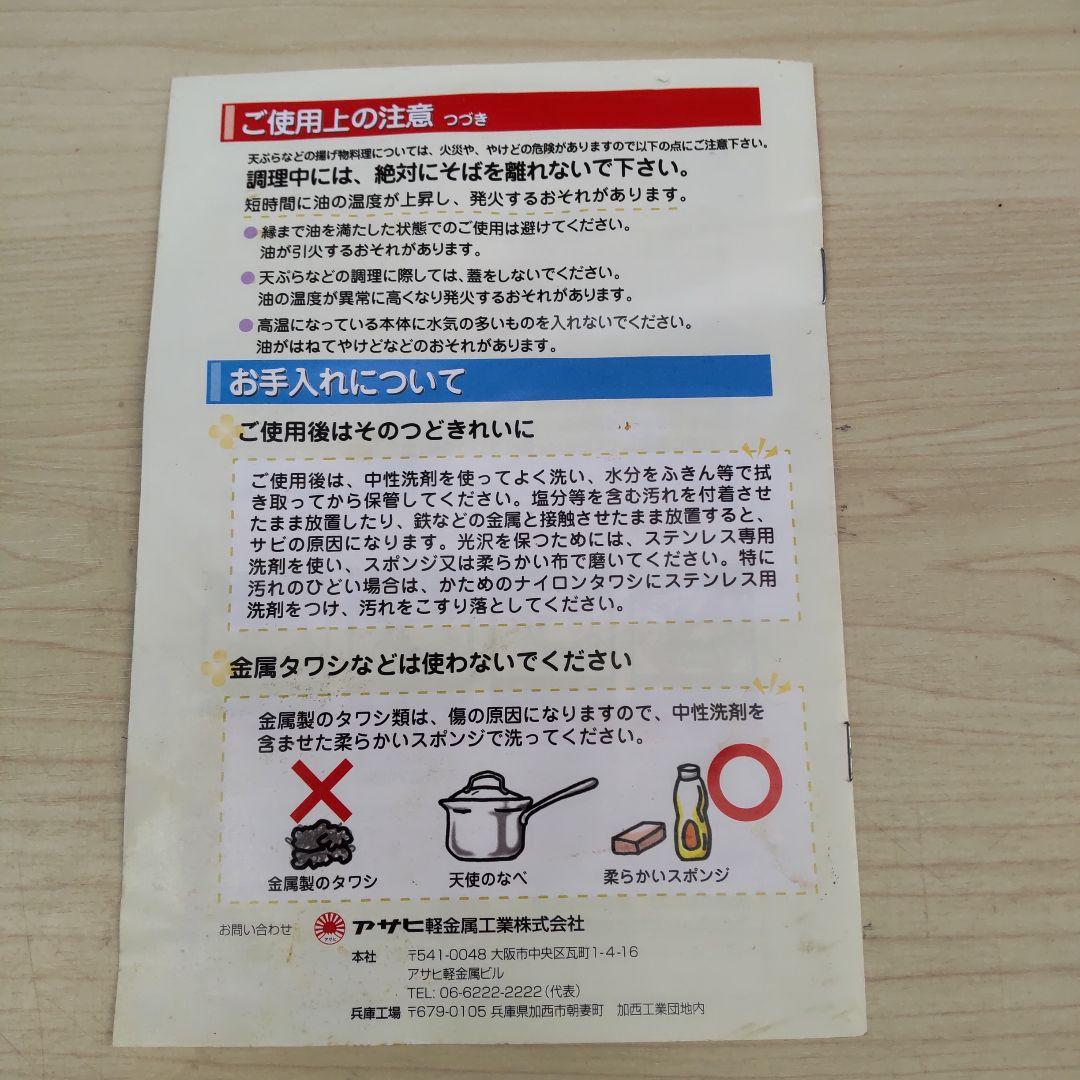 ご使用上の注意 つづき
天ぷらなどの揚げ物料理については、火災や、やけどの危険がありますので以下の点にご注意下さい。
調理中には、絶対にそばを離れないで下さい。
短時間に油の温度が上昇し、発火するおそれがあります。
●縁まで油を満たした状態でのご使用は避けてください。
油が引火するおそれがあります。
●天ぷらなどの調理に際しては、蓋をしないでください。
油の温度が異常に高くなり発火するおそれがあります。
●高温になっている本体に水気の多いものを入れないでください。
油がはねてやけどなどのおそれがあります。
お手入れについて
ご使用後はそのつどきれいに
ご使用後は、中性洗剤を使ってよく洗い、水分をふきん等で拭
き取ってから保管してください。塩分等を含む汚れを付着させ
たまま放置したり、鉄などの金属と接触させたまま放置すると、
サビの原因になります。光沢を保つためには、ステンレス専用
洗剤を使い、スポンジ又は柔らかい布で磨いてください。特に
汚れのひどい場合は、かためのナイロンタワシにステンレス用
洗剤をつけ、汚れをこすり落としてください。
金属タワシなどは使わないでください
金属製のタワシ類は、傷の原因になりますので、中性洗剤を
含ませた柔らかいスポンジで洗ってください。
金属製のタワシ
天使のなべ
柔らかいスポンジ
お問い合わせ アサヒ アサヒ軽金属工業株式会社
本社 〒541-0048 大阪市中央区瓦町1-4-16
アサヒ軽金属ビル
TEL: 06-6222-2222(代表)
兵庫工場 〒679-0105 兵庫県加西市朝妻町 加西工業団地内